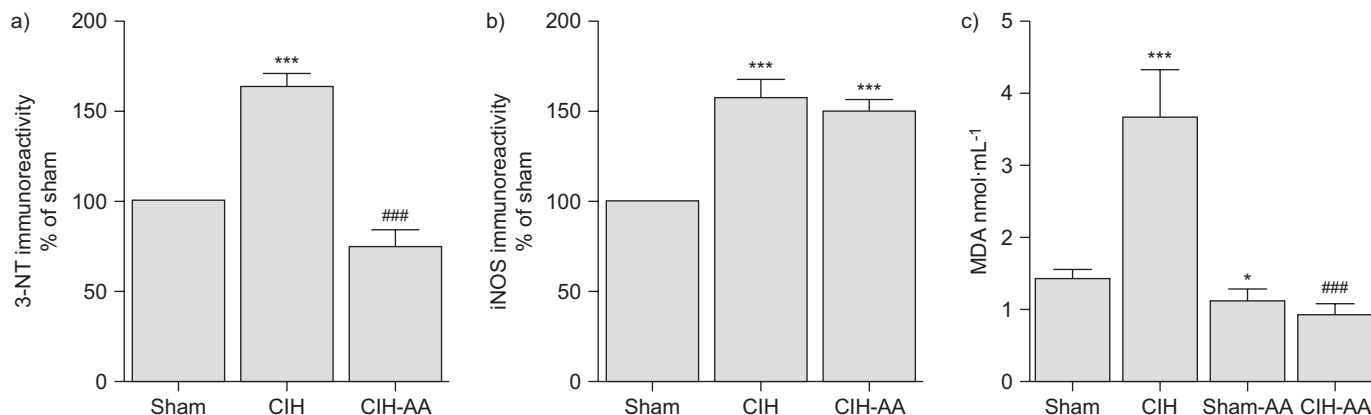 a)
200
150
100
50
0
3-NT immunoreactivity
% of sham
***
###
Sham CIH CIH-AA
b)
200
150
100
50
0
iNOS immunoreactivity
% of sham
***
***
Sham CIH CIH-AA
c)
5
4
3
2
1
0
MDA nmol·mL-1
***
*
###
Sham CIH Sham-AA CIH-AA